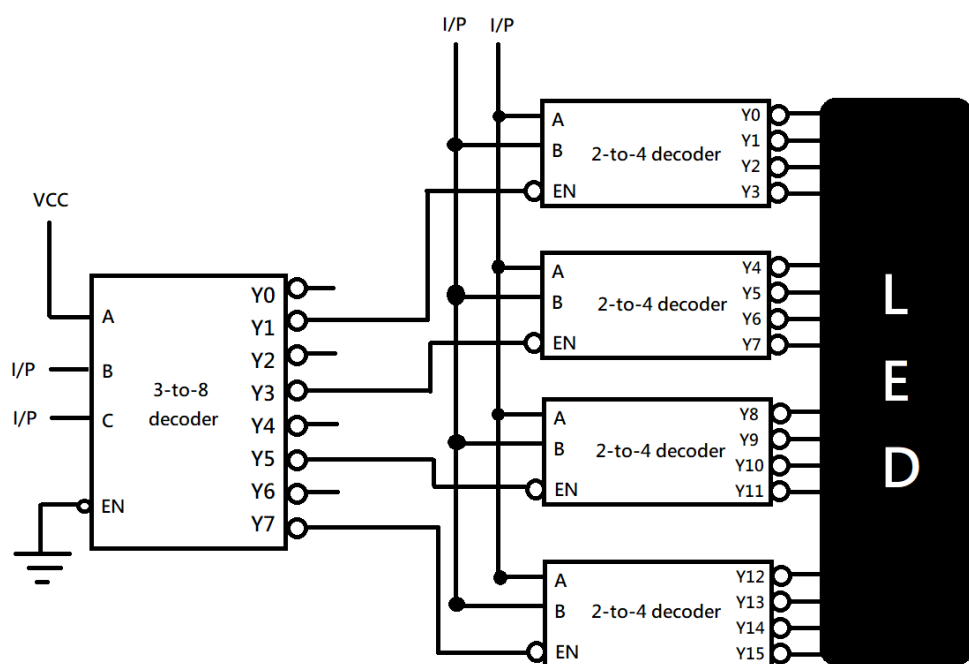 I/P
I/P
VCC
A
I/P
B
I/P
C
EN
3-to-8
decoder
Y0
Y1
Y2
Y3
Y4
Y5
Y6
Y7
A
B
EN
2-to-4 decoder
Y0
Y1
Y2
Y3
A
B
EN
2-to-4 decoder
Y4
Y5
Y6
Y7
A
B
EN
2-to-4 decoder
Y8
Y9
Y10
Y11
A
B
EN
2-to-4 decoder
Y12
Y13
Y14
Y15
L
E
D